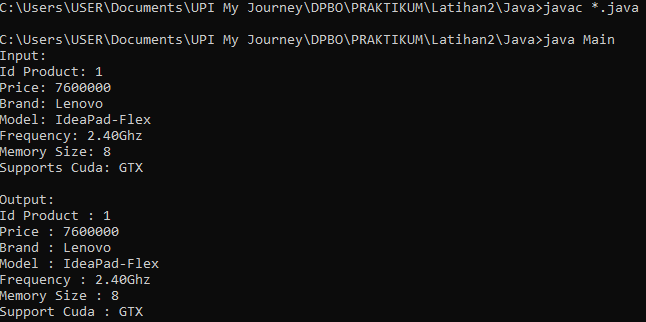 C:\Users\USER\Documents\UPI My Journey\DPBO\PRAKTIKUM\Latihan2\Java>javac *.java
C:\Users\USER\Documents\UPI My Journey\DPBO\PRAKTIKUM\Latihan2\Java>java Main
Input:
Id Product: 1
Price: 7600000
Brand: Lenovo
Model: IdeaPad-Flex
Frequency: 2.40Ghz
Memory Size: 8
Supports Cuda: GTX
Output:
Id Product : 1
Price : 7600000
Brand : Lenovo
Model : IdeaPad-Flex
Frequency : 2.40Ghz
Memory Size : 8
Support Cuda : GTX